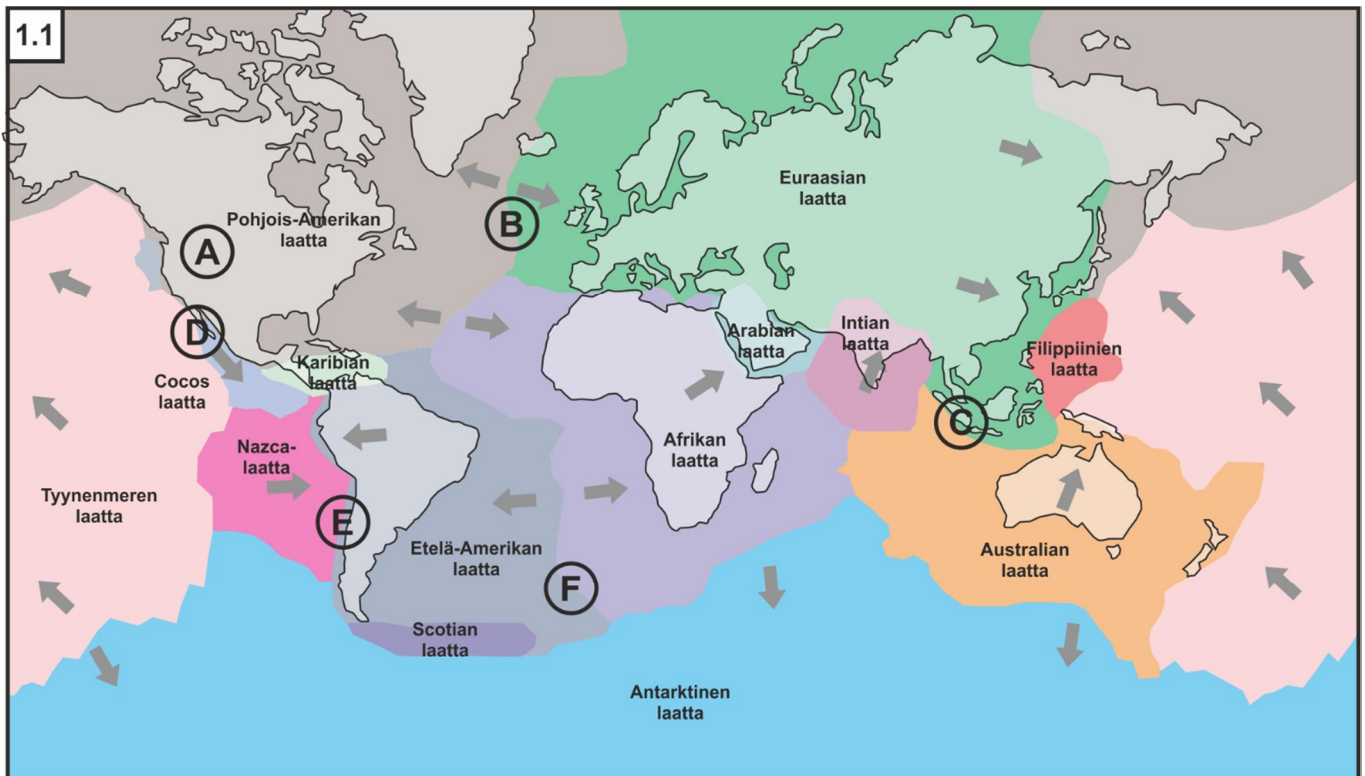 1.1
Euraasian
laatta
Pohjois-Amerikan
laatta
B
A
D
Arabian
laatta
Intian
laatta
Filippiinien
laatta
Karibian
laatta
Cocos
laatta
C
Nazca-
laatta
Afrikan
laatta
Tyynenmeren
laatta
E
Etelä-Amerikan
laatta
Australian
laatta
F
Scotian
laatta
Antarktinen
laatta